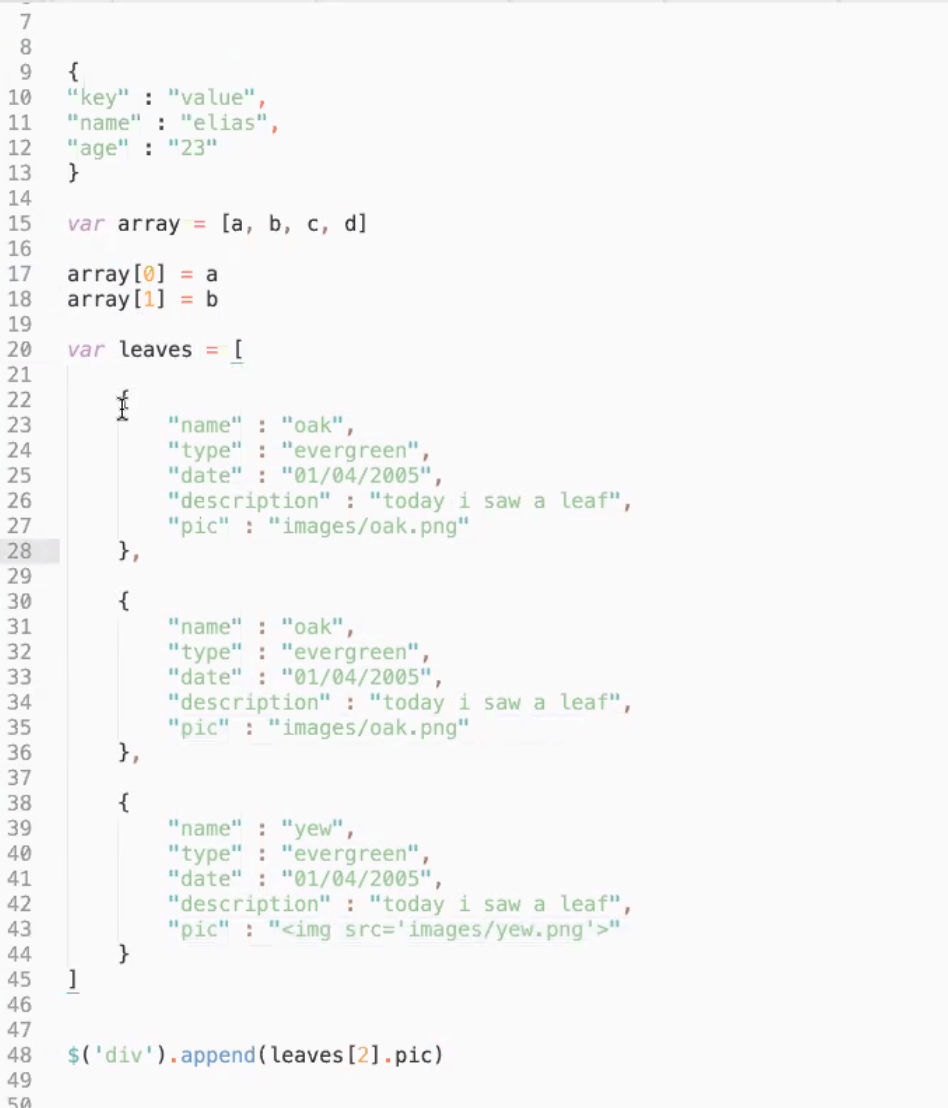 7
8
9 {
10 "key" : "value",
11 "name" : "elias",
12 "age" : "23"
13 }
14
15 var array = [a, b, c, d]
16
17 array[0] = a
18 array[1] = b
19
20 var leaves = [
21
22 {
23 "name" : "oak",
24 "type" : "evergreen",
25 "date" : "01/04/2005",
26 "description" : "today i saw a leaf",
27 "pic" : "images/oak.png"
28 },
29
30 {
31 "name" : "oak",
32 "type" : "evergreen",
33 "date" : "01/04/2005",
34 "description" : "today i saw a leaf",
35 "pic" : "images/oak.png"
36 },
37
38 {
39 "name" : "yew",
40 "type" : "evergreen",
41 "date" : "01/04/2005",
42 "description" : "today i saw a leaf",
43 "pic" : "<img src='images/yew.png'>"
44 }
45 ]
46
47
48 $('div').append(leaves[2].pic)
49
50